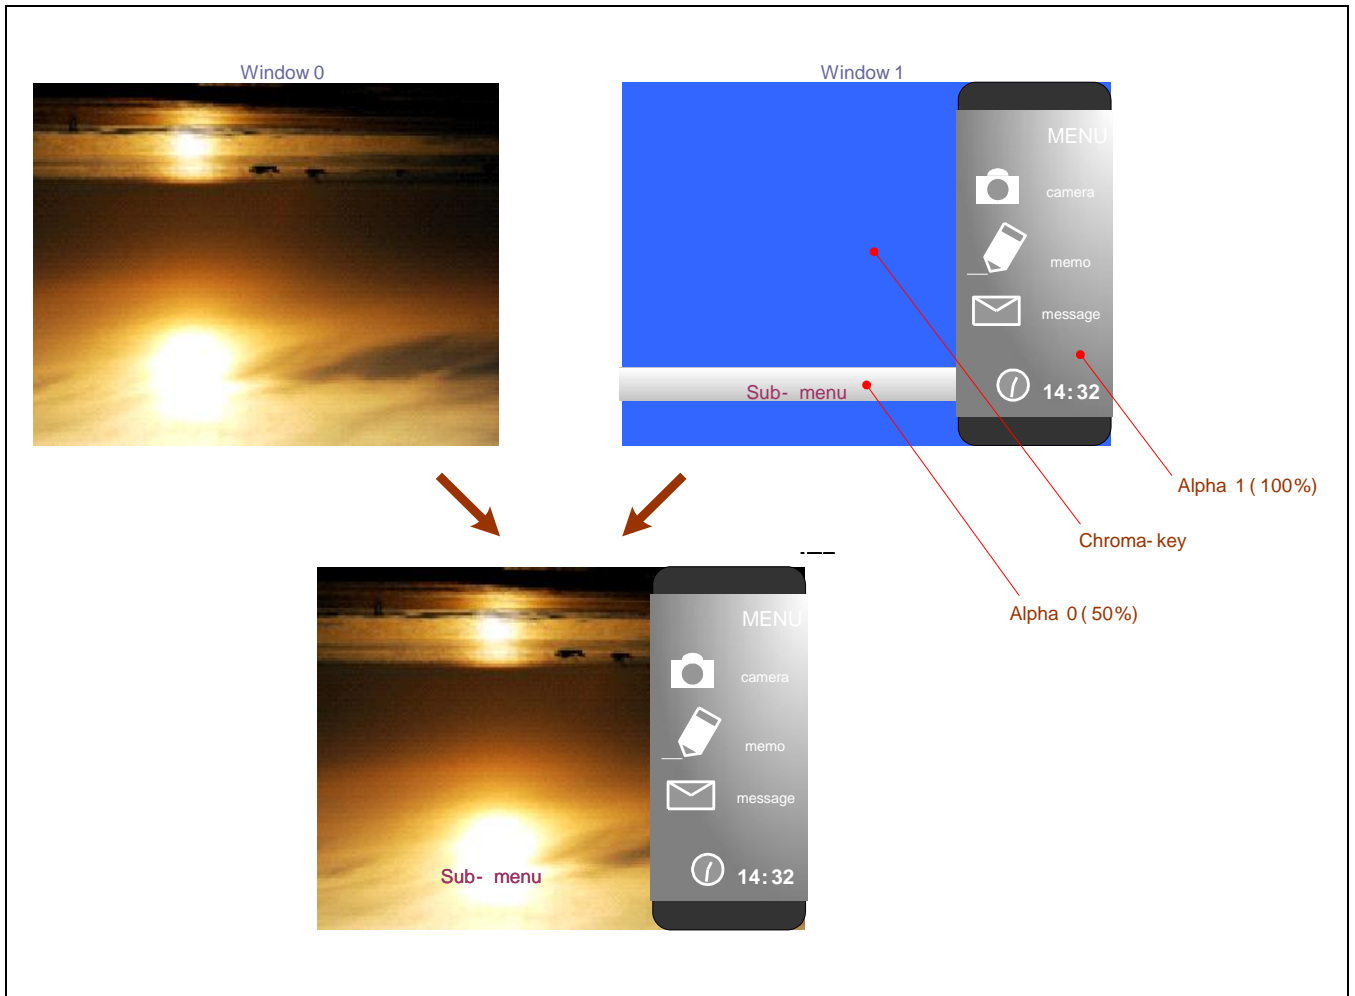 Window 0
Window 1
MENU
camera
memo
message
Sub- menu
14:32
Alpha 1 ( 100%)
Chroma- key
Alpha 0 ( 50%)
MENU
camera
memo
message
Sub- menu
14:32